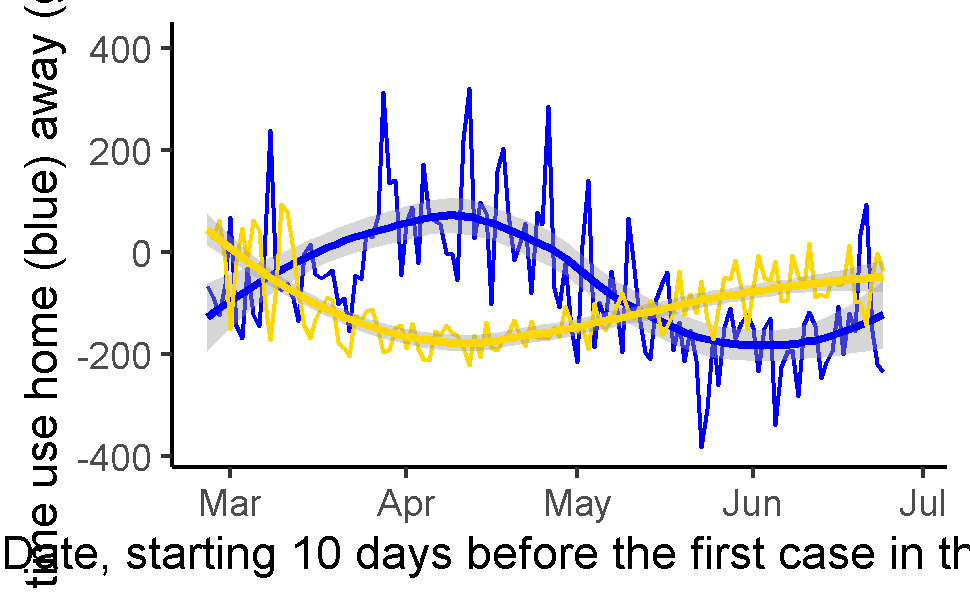 time use home (blue) away (
400
200
0
-200
-400
Mar Apr May Jun Jul
Date, starting 10 days before the first case in th